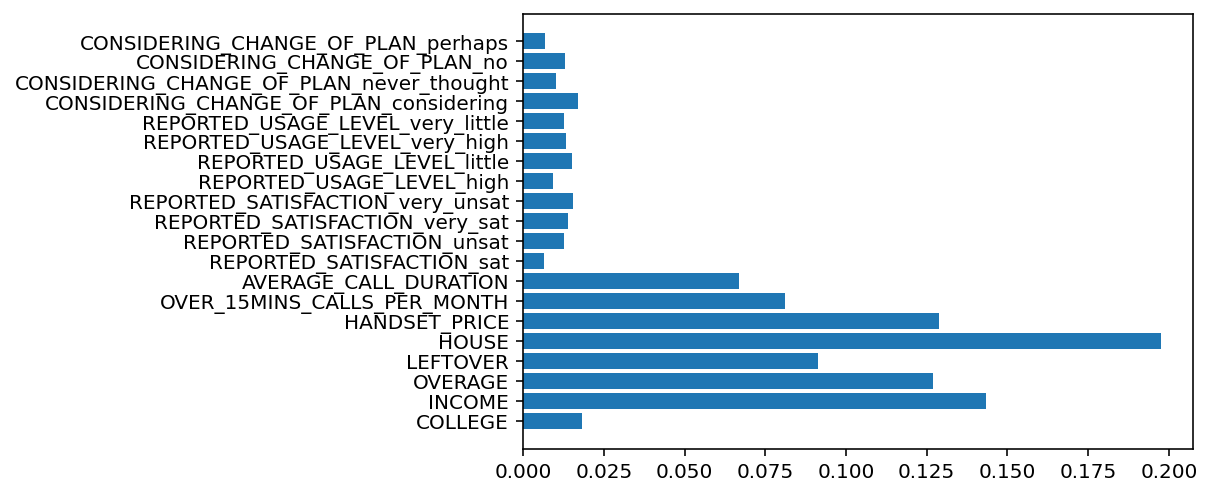 CONSIDERING_CHANGE_OF_PLAN_perhaps
CONSIDERING_CHANGE_OF_PLAN_no
CONSIDERING_CHANGE_OF_PLAN_never_thought
CONSIDERING_CHANGE_OF_PLAN_considering
REPORTED_USAGE_LEVEL_very_little
REPORTED_USAGE_LEVEL_very_high
REPORTED_USAGE_LEVEL_little
REPORTED_USAGE_LEVEL_high
REPORTED_SATISFACTION_very_unsat
REPORTED_SATISFACTION_very_sat
REPORTED_SATISFACTION_unsat
REPORTED_SATISFACTION_sat
AVERAGE_CALL_DURATION
OVER_15MINS_CALLS_PER_MONTH
HANDSET_PRICE
HOUSE
LEFTOVER
OVERAGE
INCOME
COLLEGE
0.000 0.025 0.050 0.075 0.100 0.125 0.150 0.175 0.200